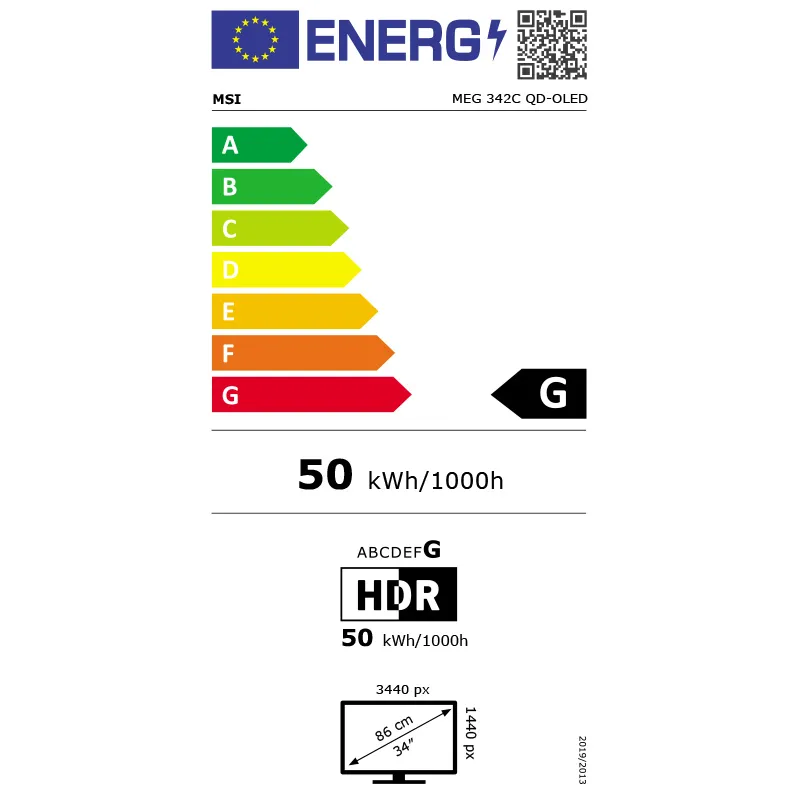 ENERG
MSI
MEG 342C QD-OLED
A
B
C
D
E
F
G
G
50 kWh/1000h
ABCDEFG
HDR
50 kWh/1000h
3440 px
1440 px
86 cm
34”
2019/2013